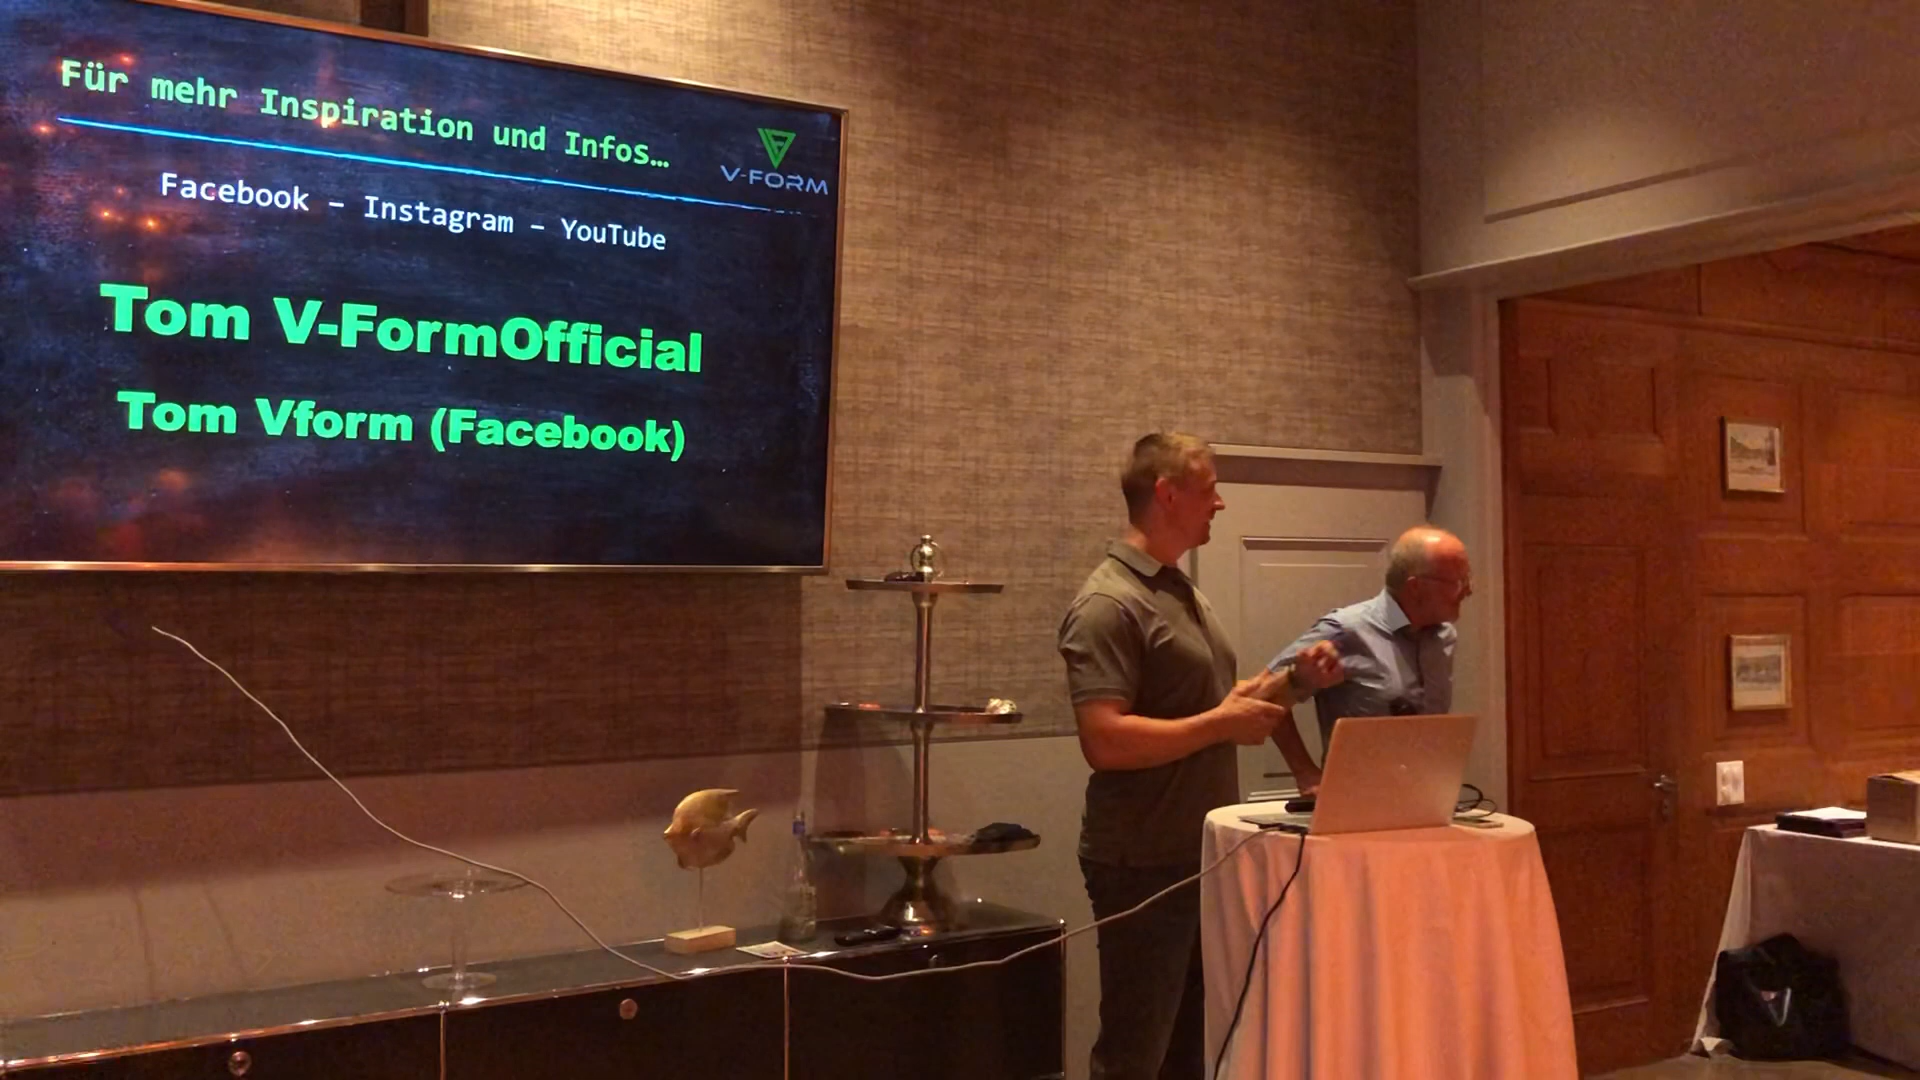 Für mehr Inspiration und Infos…
V-FORM
Facebook – Instagram – YouTube
Tom V-FormOfficial
Tom Vform (Facebook)